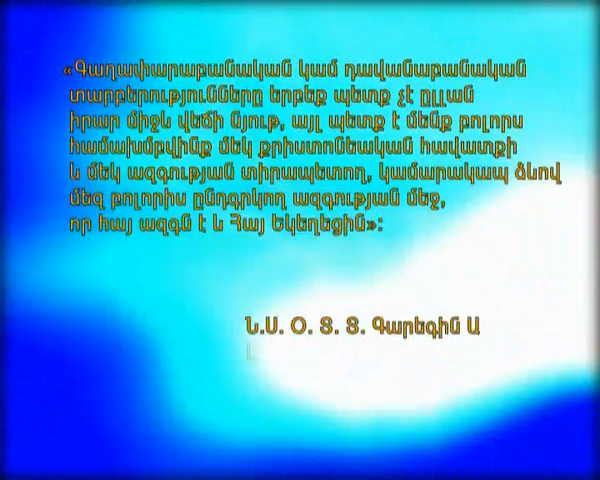 «Գաղափարաբանական կամ դավանաբանական
տարբերությունները երբեք պետք չէ ըլլան
իրար միջև վեճի նյութ, այլ պետք է մենք բոլորս
համախմբվինք մեկ քրիստոնեական հավատքի
և մեկ ազգության տիրապետող, կամարակապ ձևով
մեզ բոլորիս ընդգրկող ազգության մեջ,
որ հայ ազգն է և Հայ Եկեղեցին»:
Ն.Ս. Օ. Տ. Տ. Գարեգին Ա